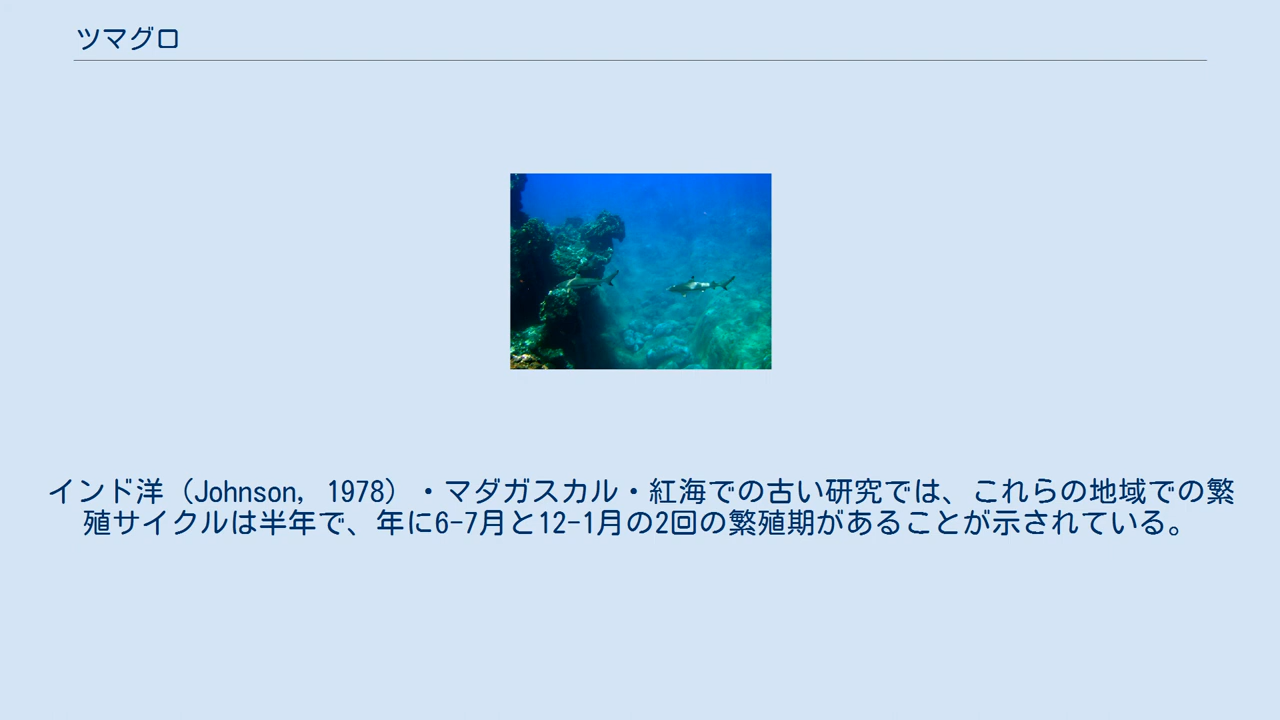 ツマグロ
インド洋（Johnson, 1978）・マダガスカル・紅海での古い研究では、これらの地域での繁
殖サイクルは半年で、年に6-7月と12-1月の2回の繁殖期があることが示されている。